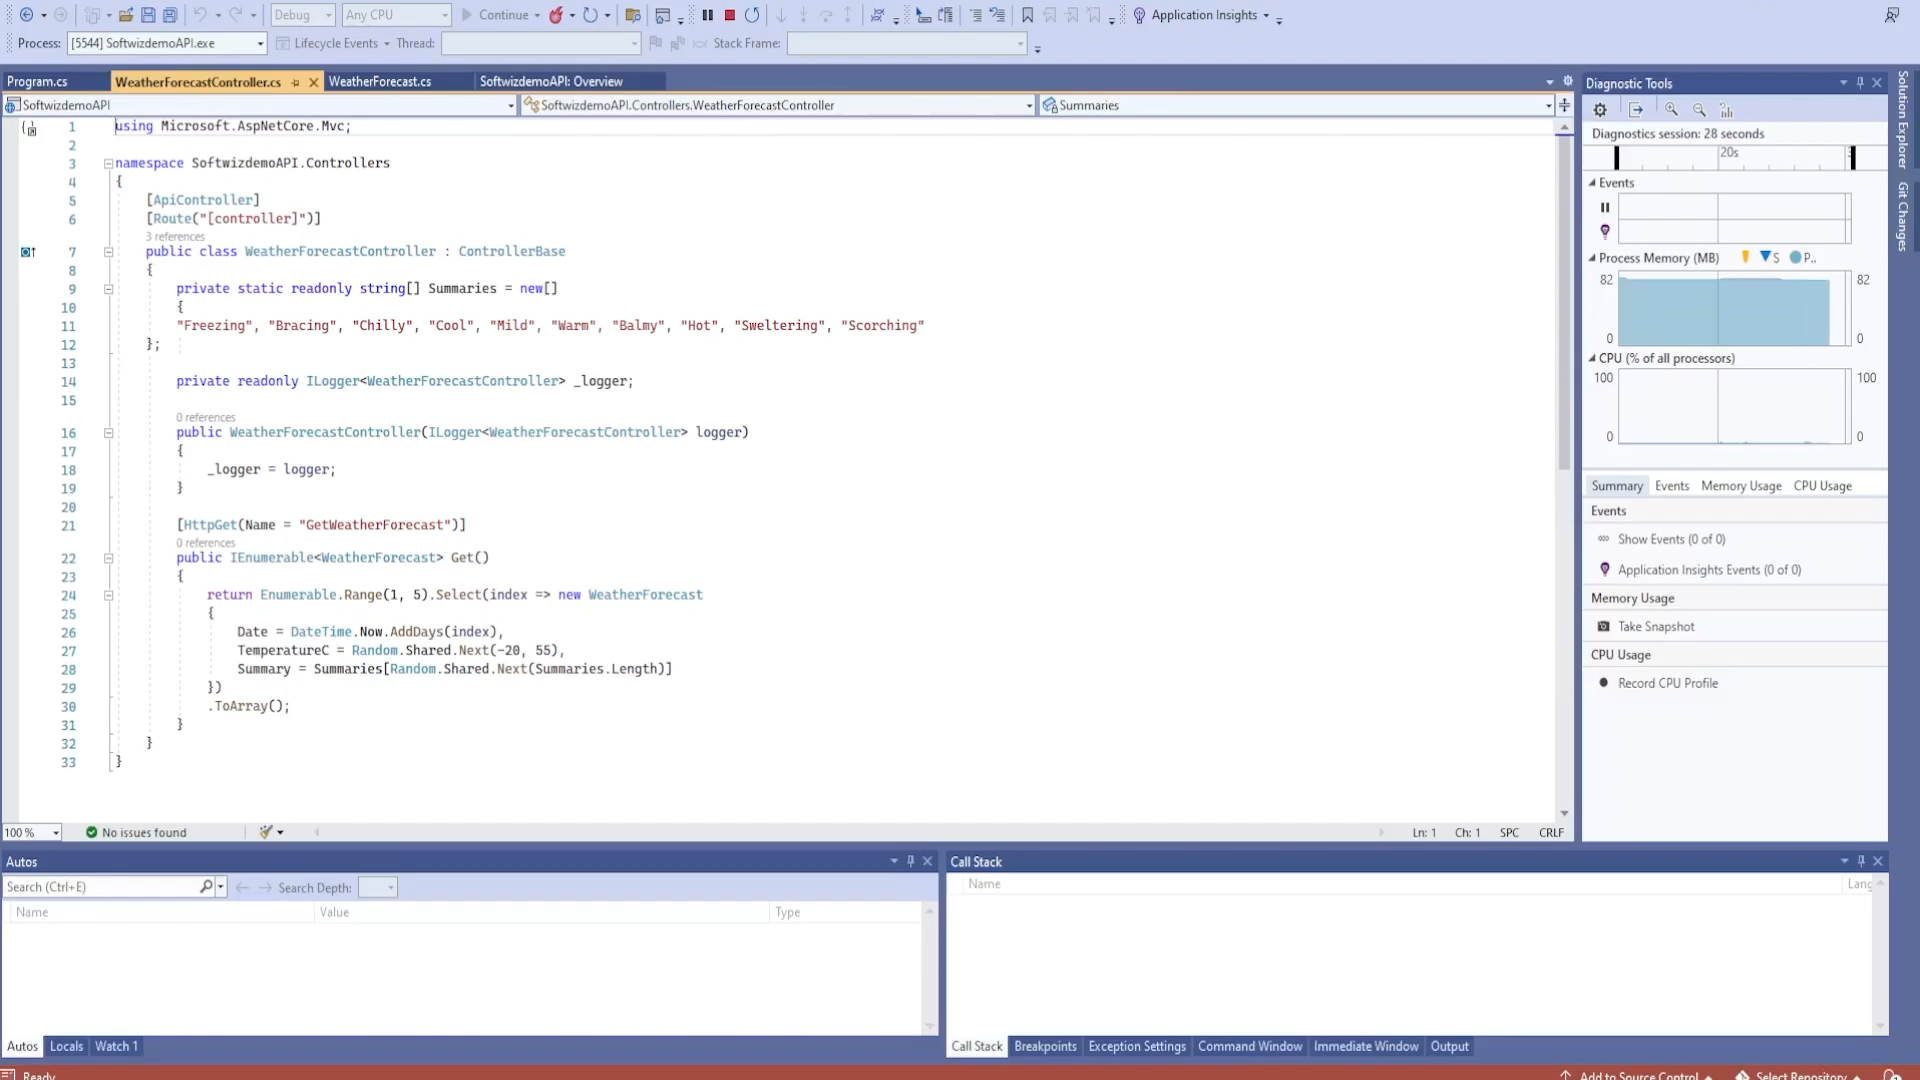 Debug
Any CPU
Continue
Application Insights
Process: [5544] SoftwizdemoAPI.exe
Lifecycle Events
Thread:
Stack Frame:
Program.cs
WeatherForecastController.cs
WeatherForecast.cs
SoftwizdemoAPI: Overview
SoftwizdemoAPI
SoftwizdemoAPI.Controllers.WeatherForecastController
Summaries
1 using Microsoft.AspNetCore.Mvc;
2
3 namespace SoftwizdemoAPI.Controllers
4 {
5 [ApiController]
6 [Route("[controller]")]
3 references
7 public class WeatherForecastController : ControllerBase
8 {
9 private static readonly string[] Summaries = new[]
10 {
11 "Freezing", "Bracing", "Chilly", "Cool", "Mild", "Warm", "Balmy", "Hot", "Sweltering", "Scorching"
12 };
13
14 private readonly ILogger<WeatherForecastController> _logger;
15
0 references
16 public WeatherForecastController(ILogger<WeatherForecastController> logger)
17 {
18 _logger = logger;
19 }
20
21 [HttpGet(Name = "GetWeatherForecast")]
0 references
22 public IEnumerable<WeatherForecast> Get()
23 {
24 return Enumerable.Range(1, 5).Select(index => new WeatherForecast
25 {
26 Date = DateTime.Now.AddDays(index),
27 TemperatureC = Random.Shared.Next(-20, 55),
28 Summary = Summaries[Random.Shared.Next(Summaries.Length)]
29 })
30 .ToArray();
31 }
32 }
33 }
100 %
No issues found
Ln: 1
Ch: 1
SPC
CRLF
Diagnostic Tools
Diagnostics session: 28 seconds
20s
Events
Process Memory (MB)
S
P..
82
82
0
0
CPU (% of all processors)
100
100
0
0
Summary
Events
Memory Usage
CPU Usage
Events
Show Events (0 of 0)
Application Insights Events (0 of 0)
Memory Usage
Take Snapshot
CPU Usage
Record CPU Profile
Solution Explorer
Git Changes
Autos
Search (Ctrl+E)
Search Depth:
Name
Value
Type
Autos
Locals
Watch 1
Call Stack
Name
Lang
Call Stack
Breakpoints
Exception Settings
Command Window
Immediate Window
Output
Ready
Add to Source Control
Select Repository